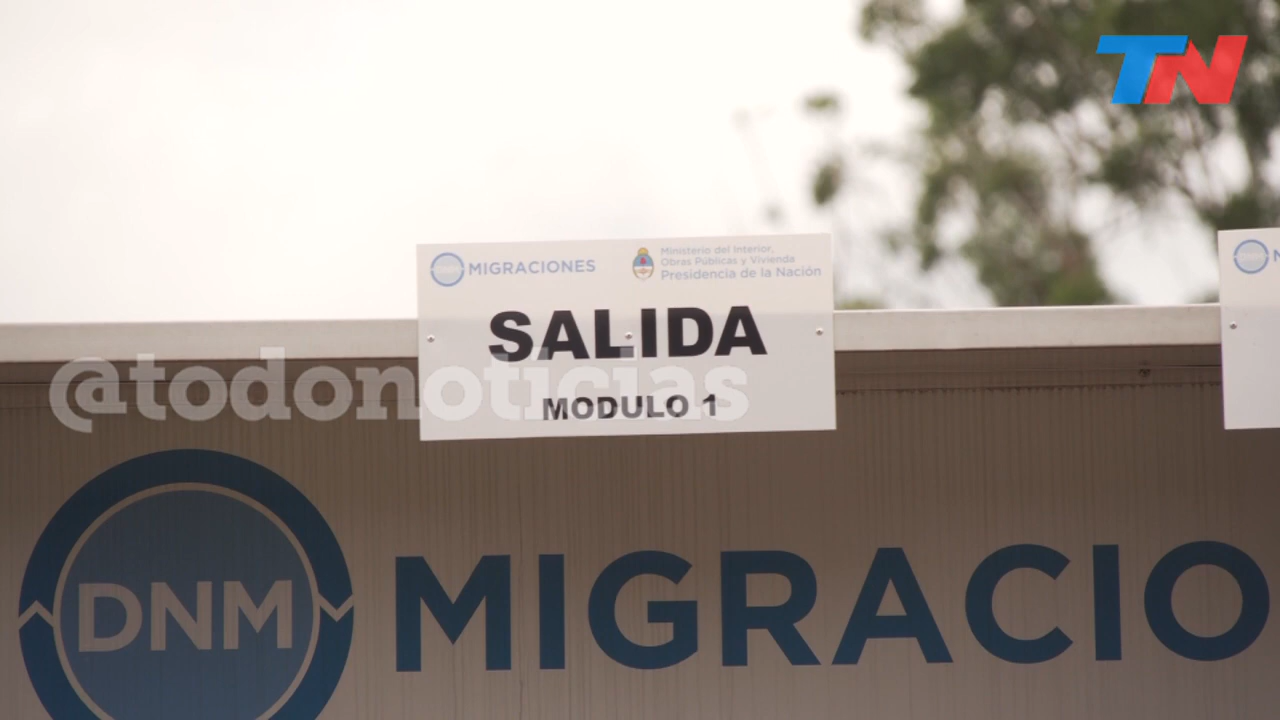 TN
MIGRACIONES
Ministerio del Interior,
Obras Públicas y Vivienda
Presidencia de la Nación
SALIDA
@todonoticias
MODULO 1
DNM
MIGRACIO